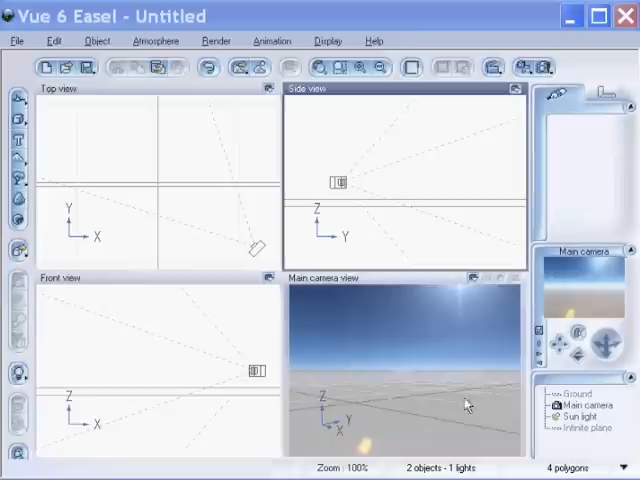 Vue 6 Easel - Untitled
File Edit Object Atmosphere Render Animation Display Help
Top view
Side view
Y
X
Z
Y
Main camera
Front view
Main camera view
Z
X
Z
Y
X
Ground
Main camera
Sun light
Infinite plane
Zoom : 100% 2 objects - 1 lights 4 polygons